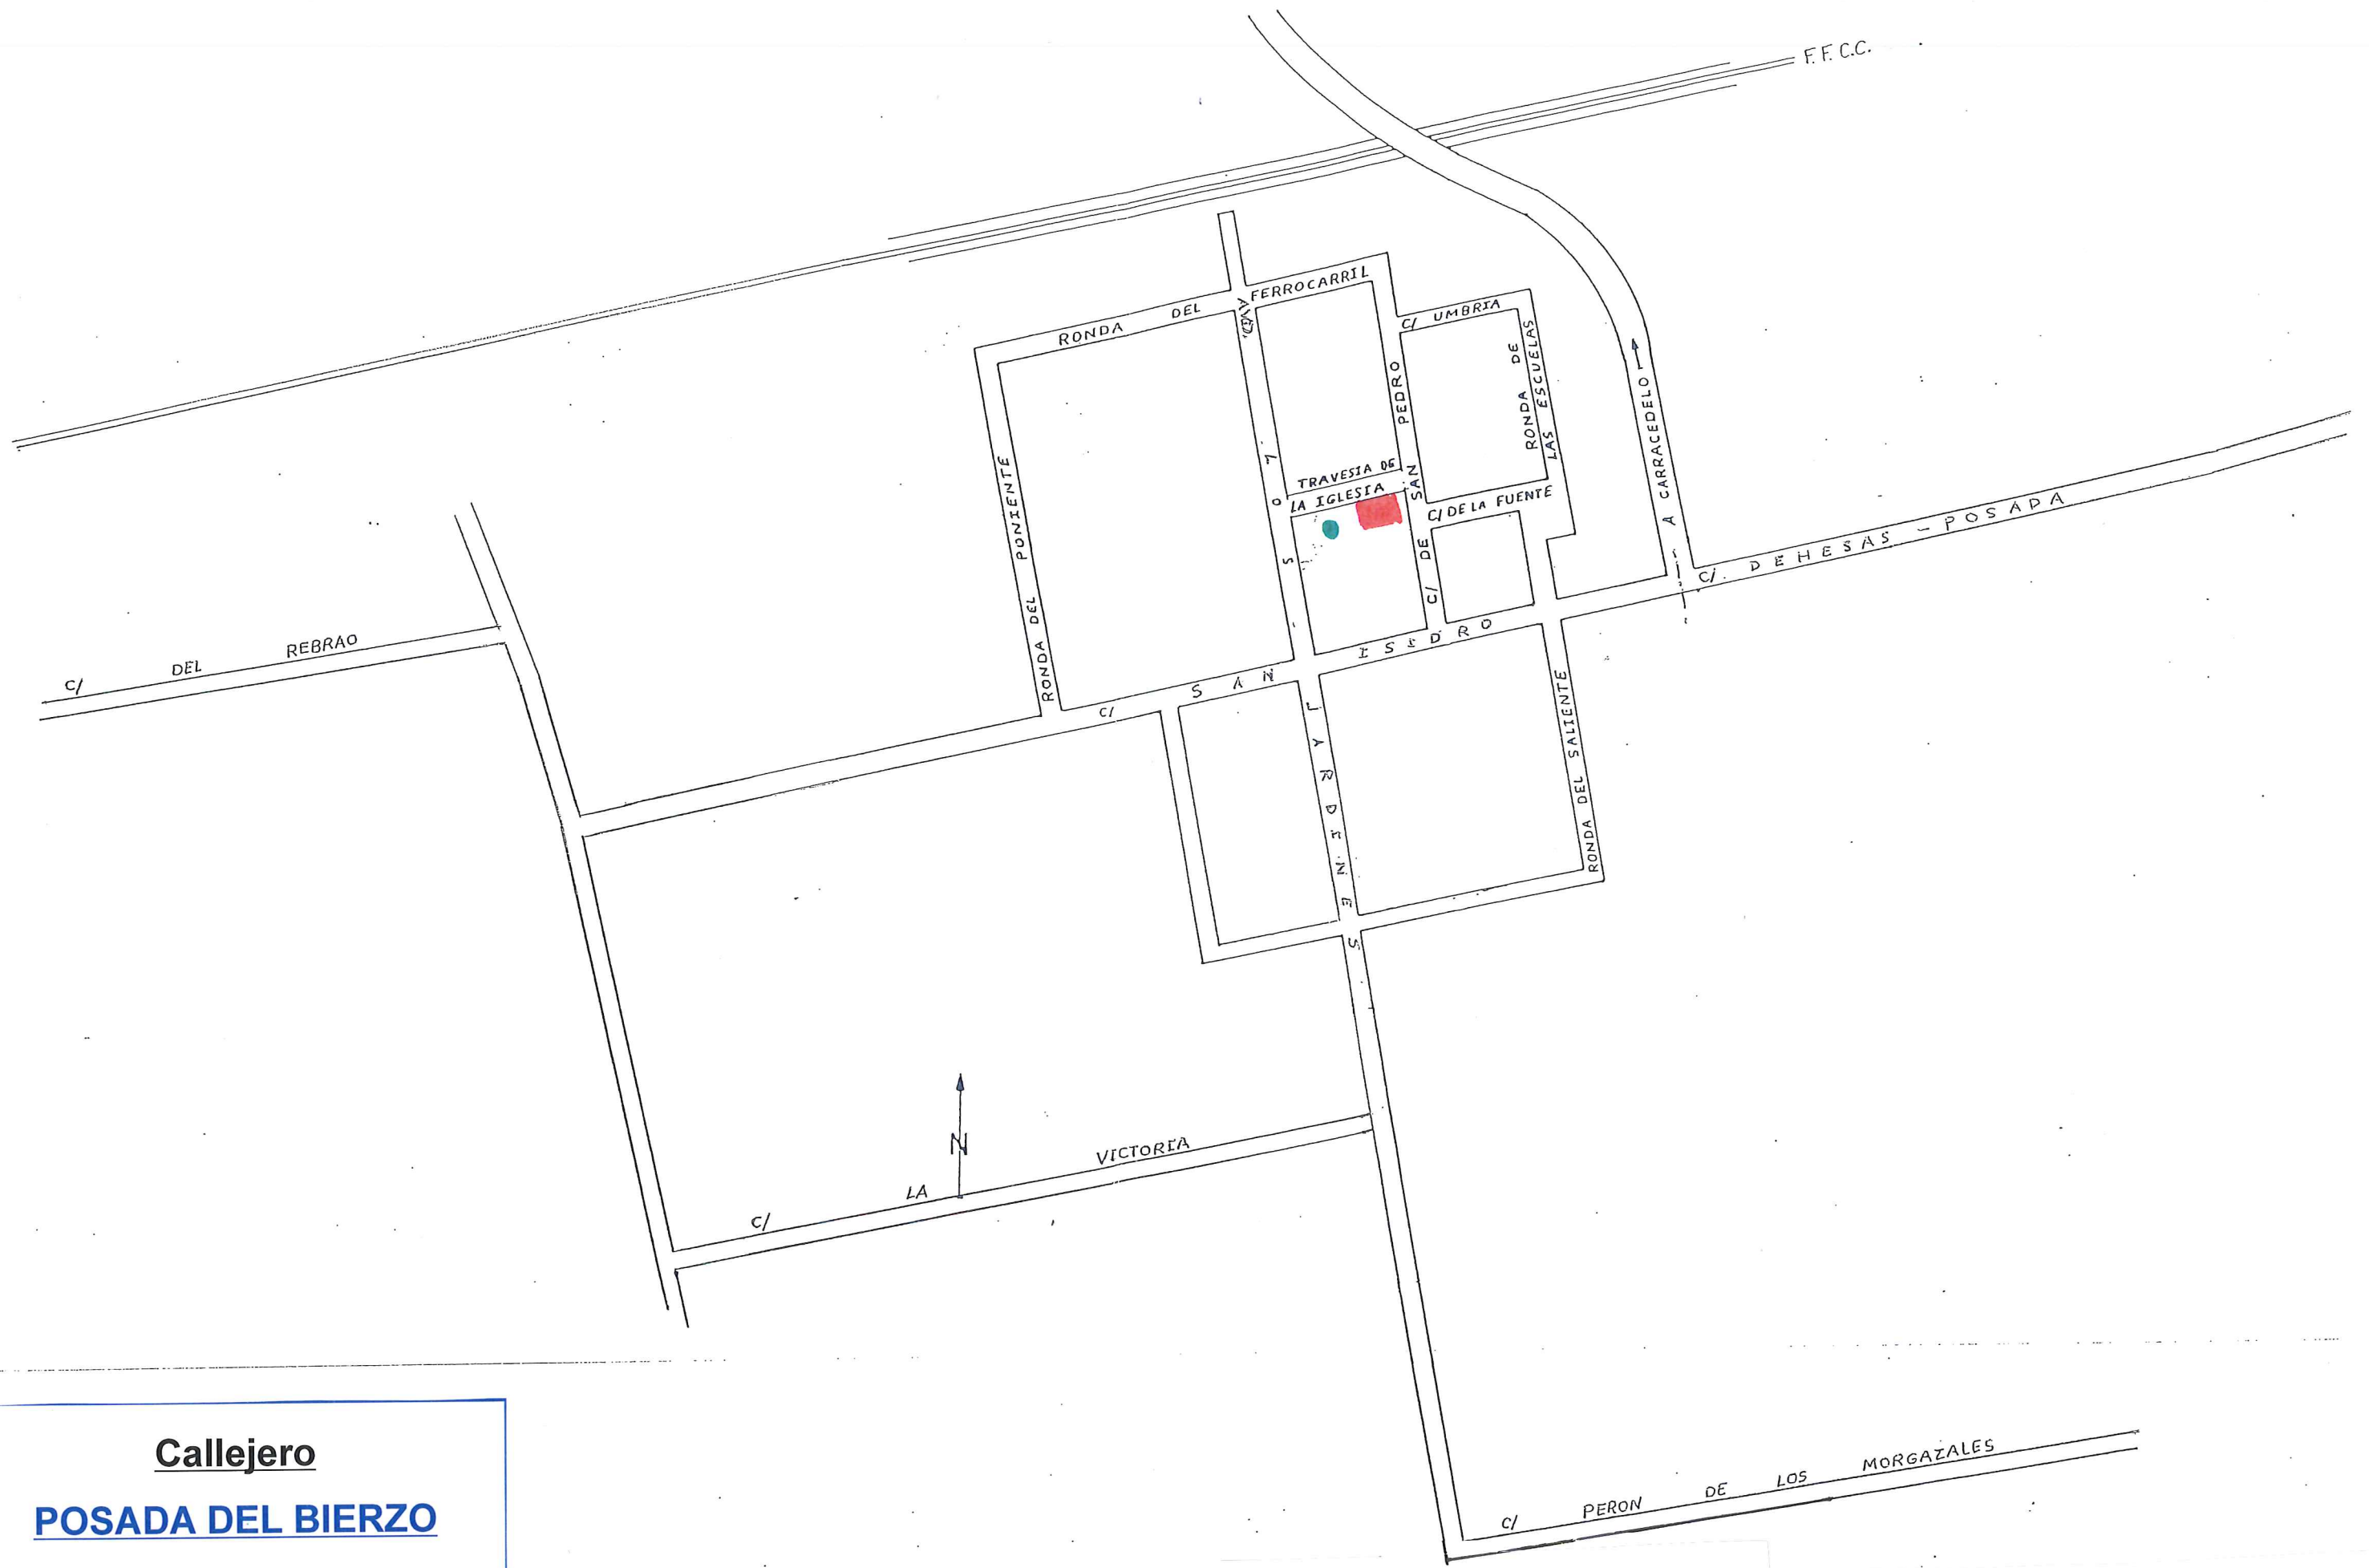 F.F.C.C.
RONDA DEL FERROCARRIL
AVED.
LOS
JARDINES
C/ UMBRIA
RONDA DE
LAS ESCUELAS
C/ DE SAN PEDRO
TRAVESIA DE
LA IGLESIA
C/ DE LA FUENTE
RONDA DEL PONIENTE
A CARRACEDELO
C/. DEHESAS - POSADA
C/ DEL REBRAO
C/ SAN ISIDRO
RONDA DEL SALIENTE
N
C/ LA VICTORIA
C/ PERON DE LOS MORGAZALES
Callejero
POSADA DEL BIERZO